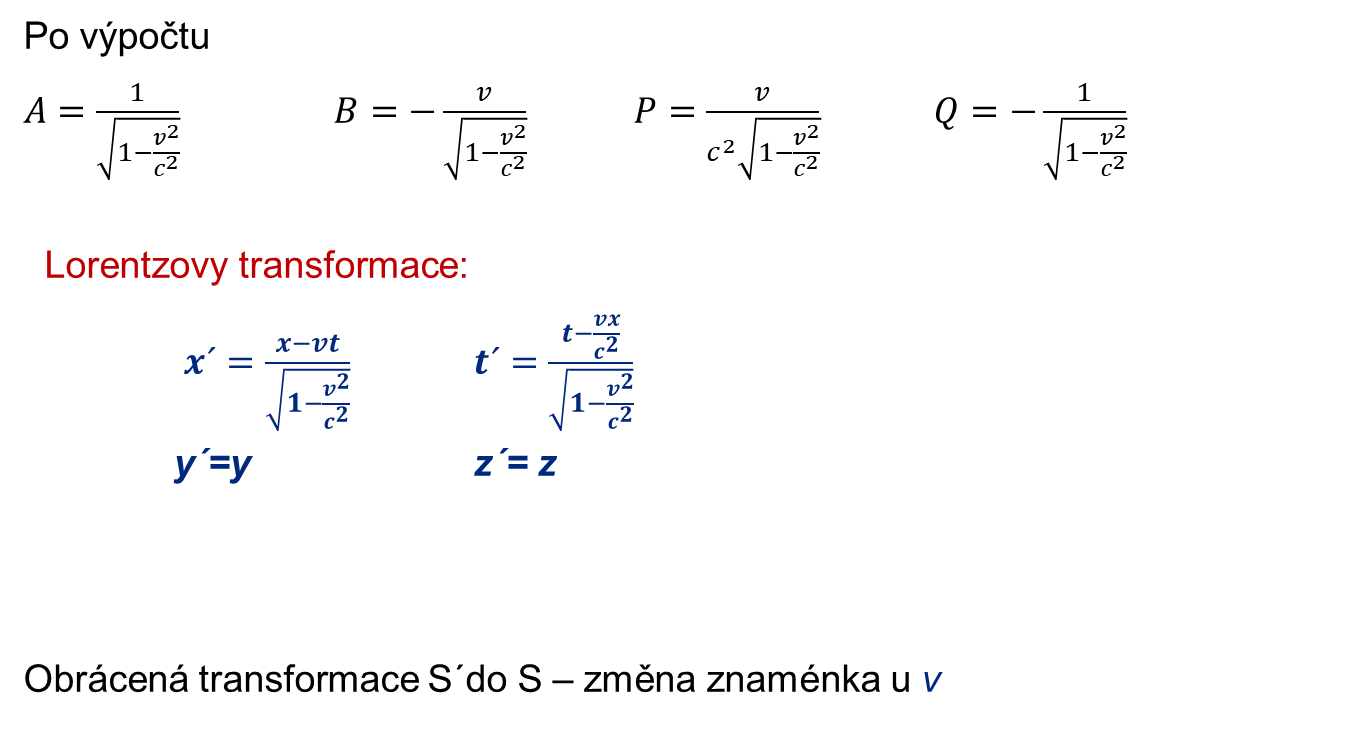 Po výpočtu
A = 1/√(1−v²/c²) B = − v/√(1−v²/c²) P = v/(c²√(1−v²/c²)) Q = − 1/√(1−v²/c²)
Lorentzovy transformace:
x´ = (x−vt)/√(1−v²/c²) t´ = (t−vx/c²)/√(1−v²/c²)
y´=y z´= z
Obrácená transformace S´do S – změna znaménka u v